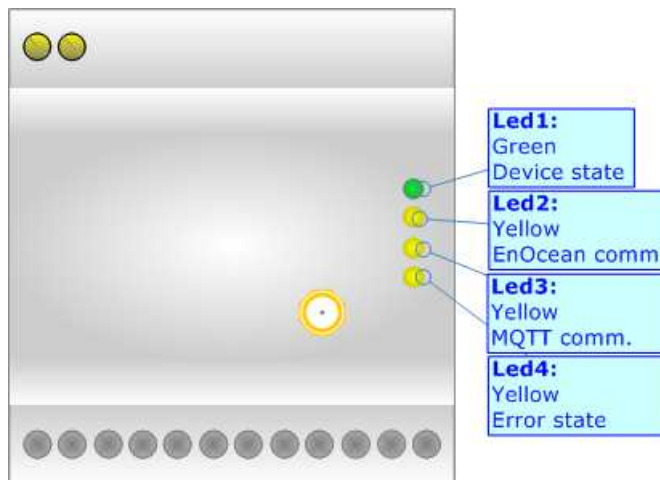 Led1:
Green
Device state
Led2:
Yellow
EnOcean comm
Led3:
Yellow
MQTT comm.
Led4:
Yellow
Error state